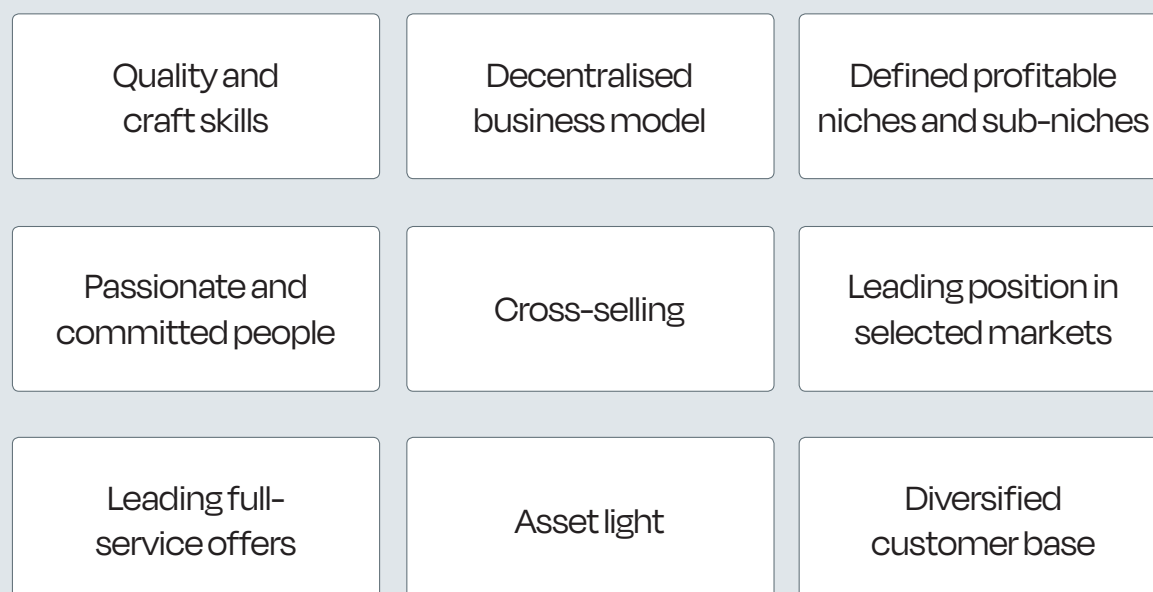 Quality and
craft skills
Decentralised
business model
Defined profitable
niches and sub-niches
Passionate and
committed people
Cross-selling
Leading position in
selected markets
Leading full-
service offers
Asset light
Diversified
customer base